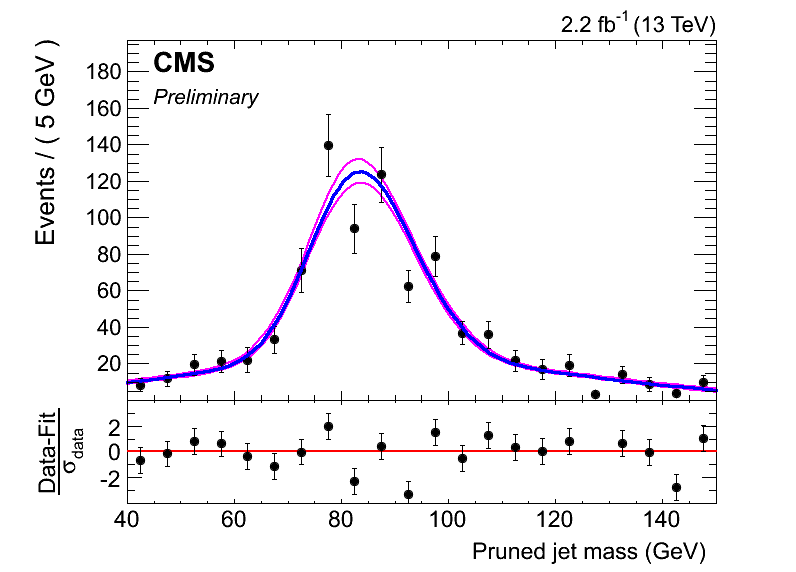 2.2 fb-1 (13 TeV)
CMS
Preliminary
Events / ( 5 GeV )
180
160
140
120
100
80
60
40
20
Data-Fit
σdata
2
0
-2
40 60 80 100 120 140
Pruned jet mass (GeV)